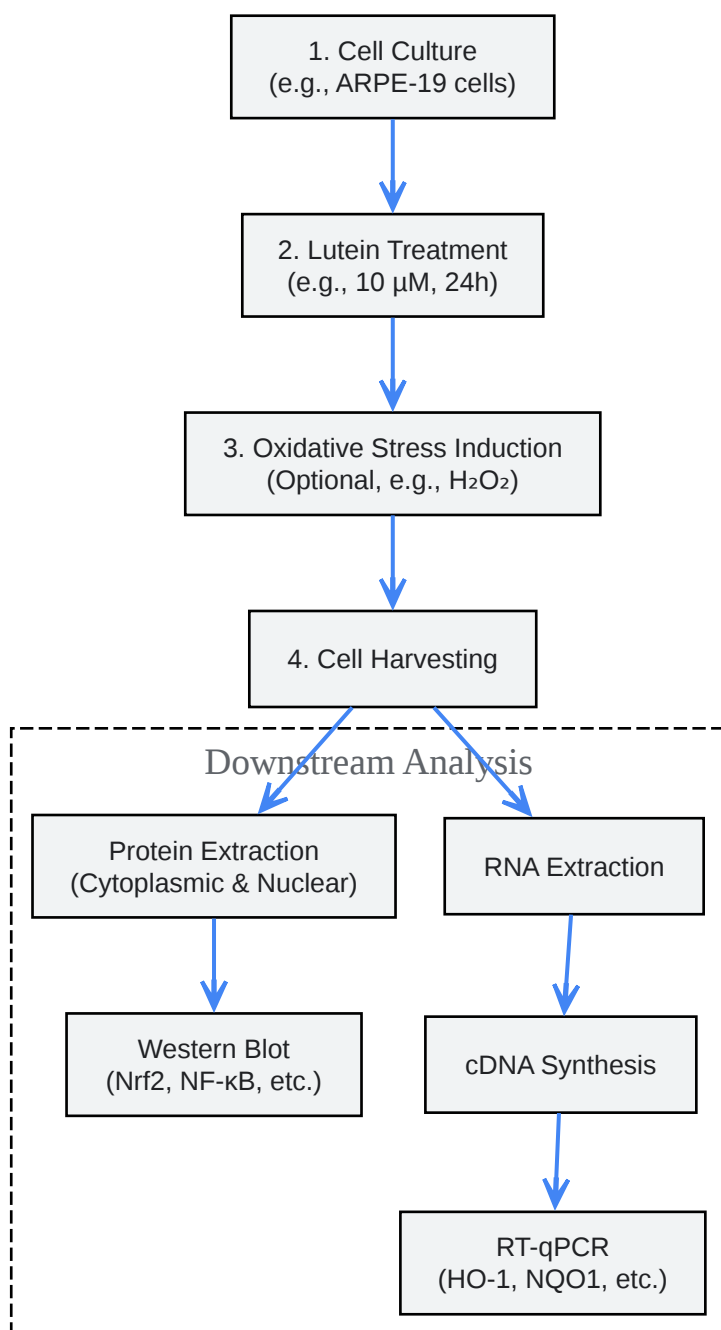 1. Cell Culture
(e.g., ARPE-19 cells)
2. Lutein Treatment
(e.g., 10 µM, 24h)
3. Oxidative Stress Induction
(Optional, e.g., H₂O₂)
4. Cell Harvesting
Downstream Analysis
Protein Extraction
(Cytoplasmic & Nuclear)
RNA Extraction
Western Blot
(Nrf2, NF-κB, etc.)
cDNA Synthesis
RT-qPCR
(HO-1, NQO1, etc.)